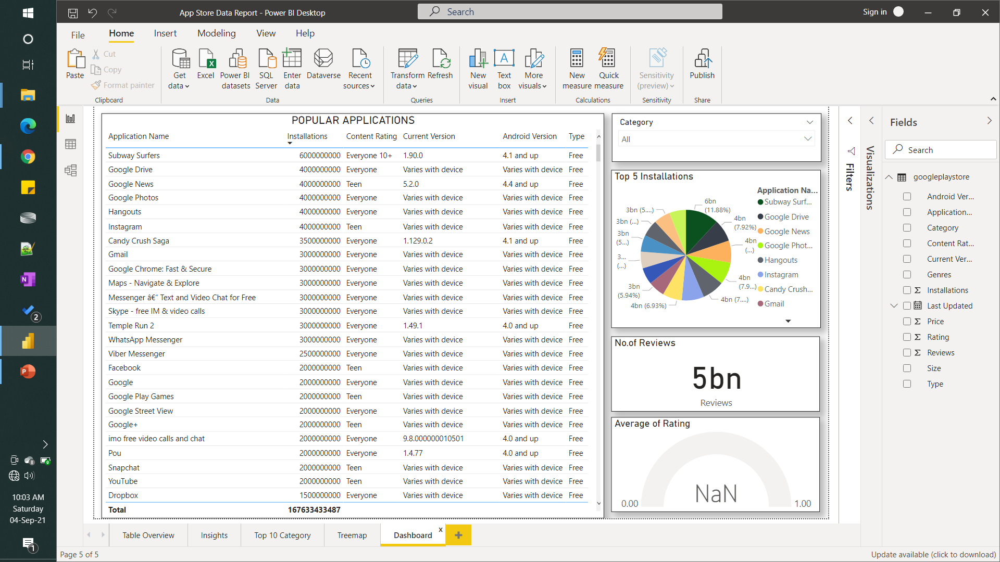 App Store Data Report - Power BI Desktop
Search
Sign in
File
Home
Insert
Modeling
View
Help
Paste
Cut
Copy
Format painter
Clipboard
Get data
Excel
Power BI datasets
SQL Server
Enter data
Dataverse
Recent sources
Data
Transform data
Refresh
Queries
New visual
Text box
More visuals
Insert
New measure
Quick measure
Calculations
Sensitivity (preview)
Sensitivity
Publish
Share
POPULAR APPLICATIONS
Application Name Installations Content Rating Current Version Android Version Type
Subway Surfers 6000000000 Everyone 10+ 1.90.0 4.1 and up Free
Google Drive 4000000000 Everyone Varies with device Varies with device Free
Google News 4000000000 Teen 5.2.0 4.4 and up Free
Google Photos 4000000000 Everyone Varies with device Varies with device Free
Hangouts 4000000000 Everyone Varies with device Varies with device Free
Instagram 4000000000 Teen Varies with device Varies with device Free
Candy Crush Saga 3500000000 Everyone 1.129.0.2 4.1 and up Free
Gmail 3000000000 Everyone Varies with device Varies with device Free
Google Chrome: Fast & Secure 3000000000 Everyone Varies with device Varies with device Free
Maps - Navigate & Explore 3000000000 Everyone Varies with device Varies with device Free
Messenger â€“ Text and Video Chat for Free 3000000000 Everyone Varies with device Varies with device Free
Skype - free IM & video calls 3000000000 Everyone Varies with device Varies with device Free
Temple Run 2 3000000000 Everyone 1.49.1 4.0 and up Free
WhatsApp Messenger 3000000000 Everyone Varies with device Varies with device Free
Viber Messenger 2500000000 Everyone Varies with device Varies with device Free
Facebook 2000000000 Teen Varies with device Varies with device Free
Google 2000000000 Everyone Varies with device Varies with device Free
Google Play Games 2000000000 Teen Varies with device Varies with device Free
Google Street View 2000000000 Everyone Varies with device Varies with device Free
Google+ 2000000000 Teen Varies with device Varies with device Free
imo free video calls and chat 2000000000 Everyone 9.8.000000010501 4.0 and up Free
Pou 2000000000 Everyone 1.4.77 4.0 and up Free
Snapchat 2000000000 Teen Varies with device Varies with device Free
YouTube 2000000000 Teen Varies with device Varies with device Free
Dropbox 1500000000 Everyone Varies with device Varies with device Free
Total 167633433487
Category
All
Top 5 Installations
6bn (11.88%)
4bn (7.92%)
4bn (...)
4bn (7.9...)
4bn (7....)
4bn (6.93%)
3bn (5.94%)
3... (...)
3bn (5...)
3bn (...)
3bn (5....)
Application Na...
Subway Surf...
Google Drive
Google News
Google Phot...
Hangouts
Instagram
Candy Crush...
Gmail
No.of Reviews
5bn
Reviews
Average of Rating
NaN
0.00
1.00
Filters
Visualizations
Fields
Search
googleplaystore
Android Ver...
Application...
Category
Content Rat...
Current Ver...
Genres
Installations
Last Updated
Price
Rating
Reviews
Size
Type
Table Overview
Insights
Top 10 Category
Treemap
Dashboard
x
Page 5 of 5
Update available (click to download)
2
10:03 AM
Saturday
04-Sep-21
1